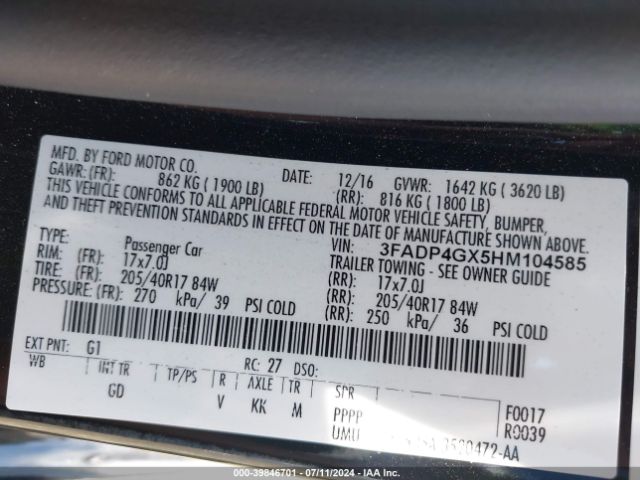 MFD. BY FORD MOTOR CO. DATE: 12/16 GVWR: 1642 KG ( 3620 LB)
GAWR: (FR): 862 KG ( 1900 LB) (RR): 816 KG ( 1800 LB)
THIS VEHICLE CONFORMS TO ALL APPLICABLE FEDERAL MOTOR VEHICLE SAFETY, BUMPER,
AND THEFT PREVENTION STANDARDS IN EFFECT ON THE DATE OF MANUFACTURE SHOWN ABOVE.
VIN: 3FADP4GX5HM104585
TYPE: Passenger Car TRAILER TOWING - SEE OWNER GUIDE
RIM: (FR): 17x7.0J (RR): 17x7.0J
TIRE: (FR): 205/40R17 84W (RR): 205/40R17 84W
PRESSURE: (FR): 270 kPa/ 39 PSI COLD (RR): 250 kPa/ 36 PSI COLD
EXT PNT: G1 RC: 27 DSO:
WB INT TR TP/PS R AXLE TR SPR F0017
GD V KK M PPPP R0039
UMU 3520472-AA
000-39846701 - 07/11/2024 - IAA Inc.